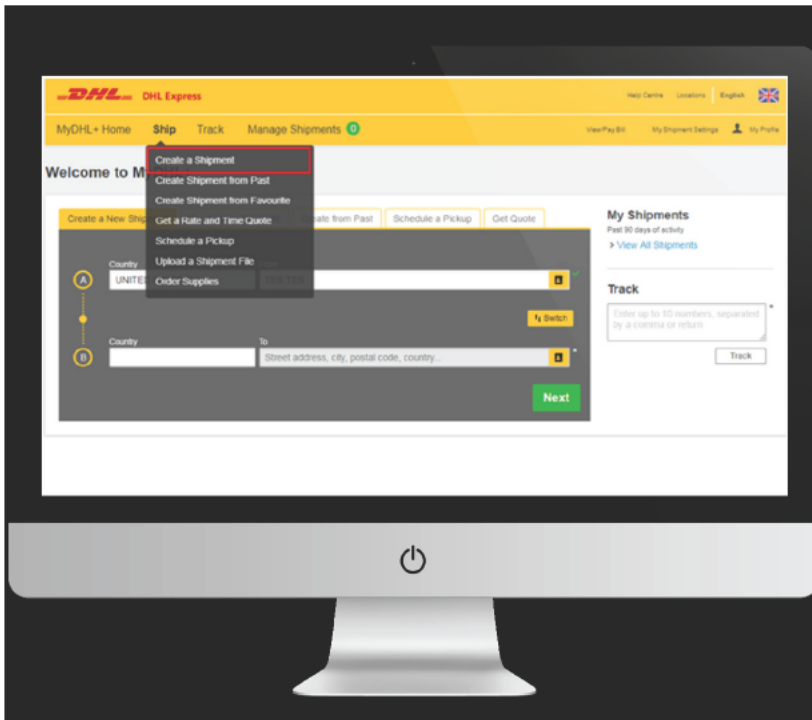 DHL DHL Express
Help Centre Locations English
MyDHL+ Home Ship Track Manage Shipments 0
View/Pay Bill My Shipment Settings My Profile
Create a Shipment
Welcome to M
Create Shipment from Past
Create Shipment from Favourite
Get a Rate and Time Quote
Schedule a Pickup
Upload a Shipment File
Order Supplies
Create a New Ship
ate from Past Schedule a Pickup Get Quote
Country
A UNITE
Switch
Country To
B Street address, city, postal code, country...
Next
My Shipments
Past 90 days of activity
> View All Shipments
Track
Enter up to 10 numbers, separated
by a comma or return
Track